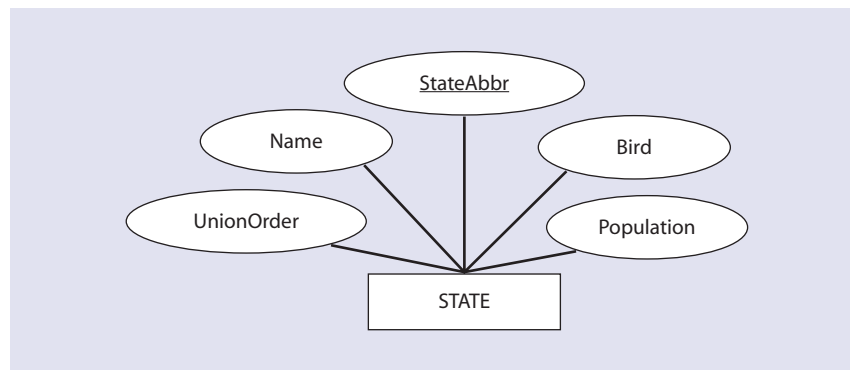 StateAbbr
Name
Bird
UnionOrder
Population
STATE